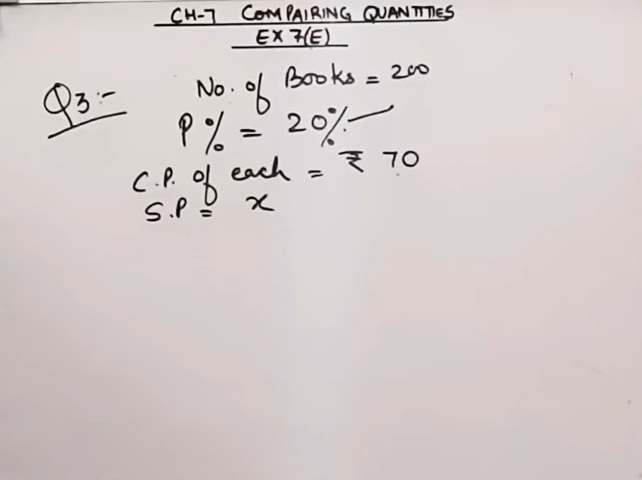 CH-7 COMPAIRING QUANTITIES
EX 7(E)
Q3:- No. of Books = 200
P% = 20%
C.P. of each = ₹ 70
S.P = x